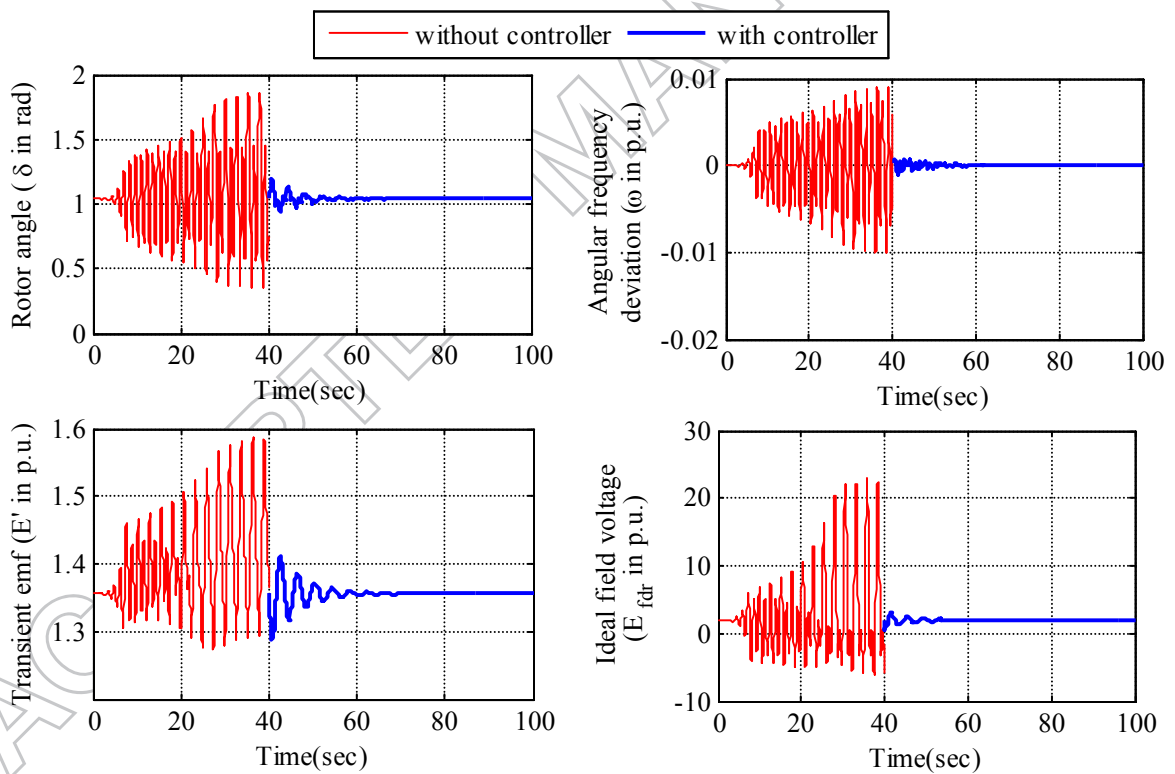 without controller with controller
2
1.5
1
0.5
0
Rotor angle ( δ in rad)
0 20 40 60 80 100
Time(sec)
0.01
0
-0.01
-0.02
Angular frequency
deviation (ω in p.u.)
0 20 40 60 80 100
Time(sec)
1.6
1.5
1.4
1.3
Transient emf (E' in p.u.)
0 20 40 60 80 100
Time(sec)
30
20
10
0
-10
Ideal field voltage
(E fdr in p.u.)
0 20 40 60 80 100
Time(sec)